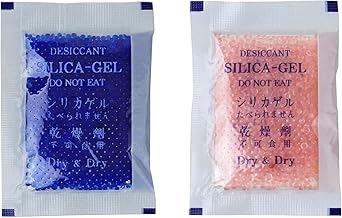 DESICCANT
SILICA-GEL
DO NOT EAT
シリカゲル
たべられません
乾燥剤
不可食用
Dry & Dry
DESICCANT
SILICA-GEL
DO NOT EAT
シリカゲル
たべられません
乾燥劑
不可食用
Dry & Dry